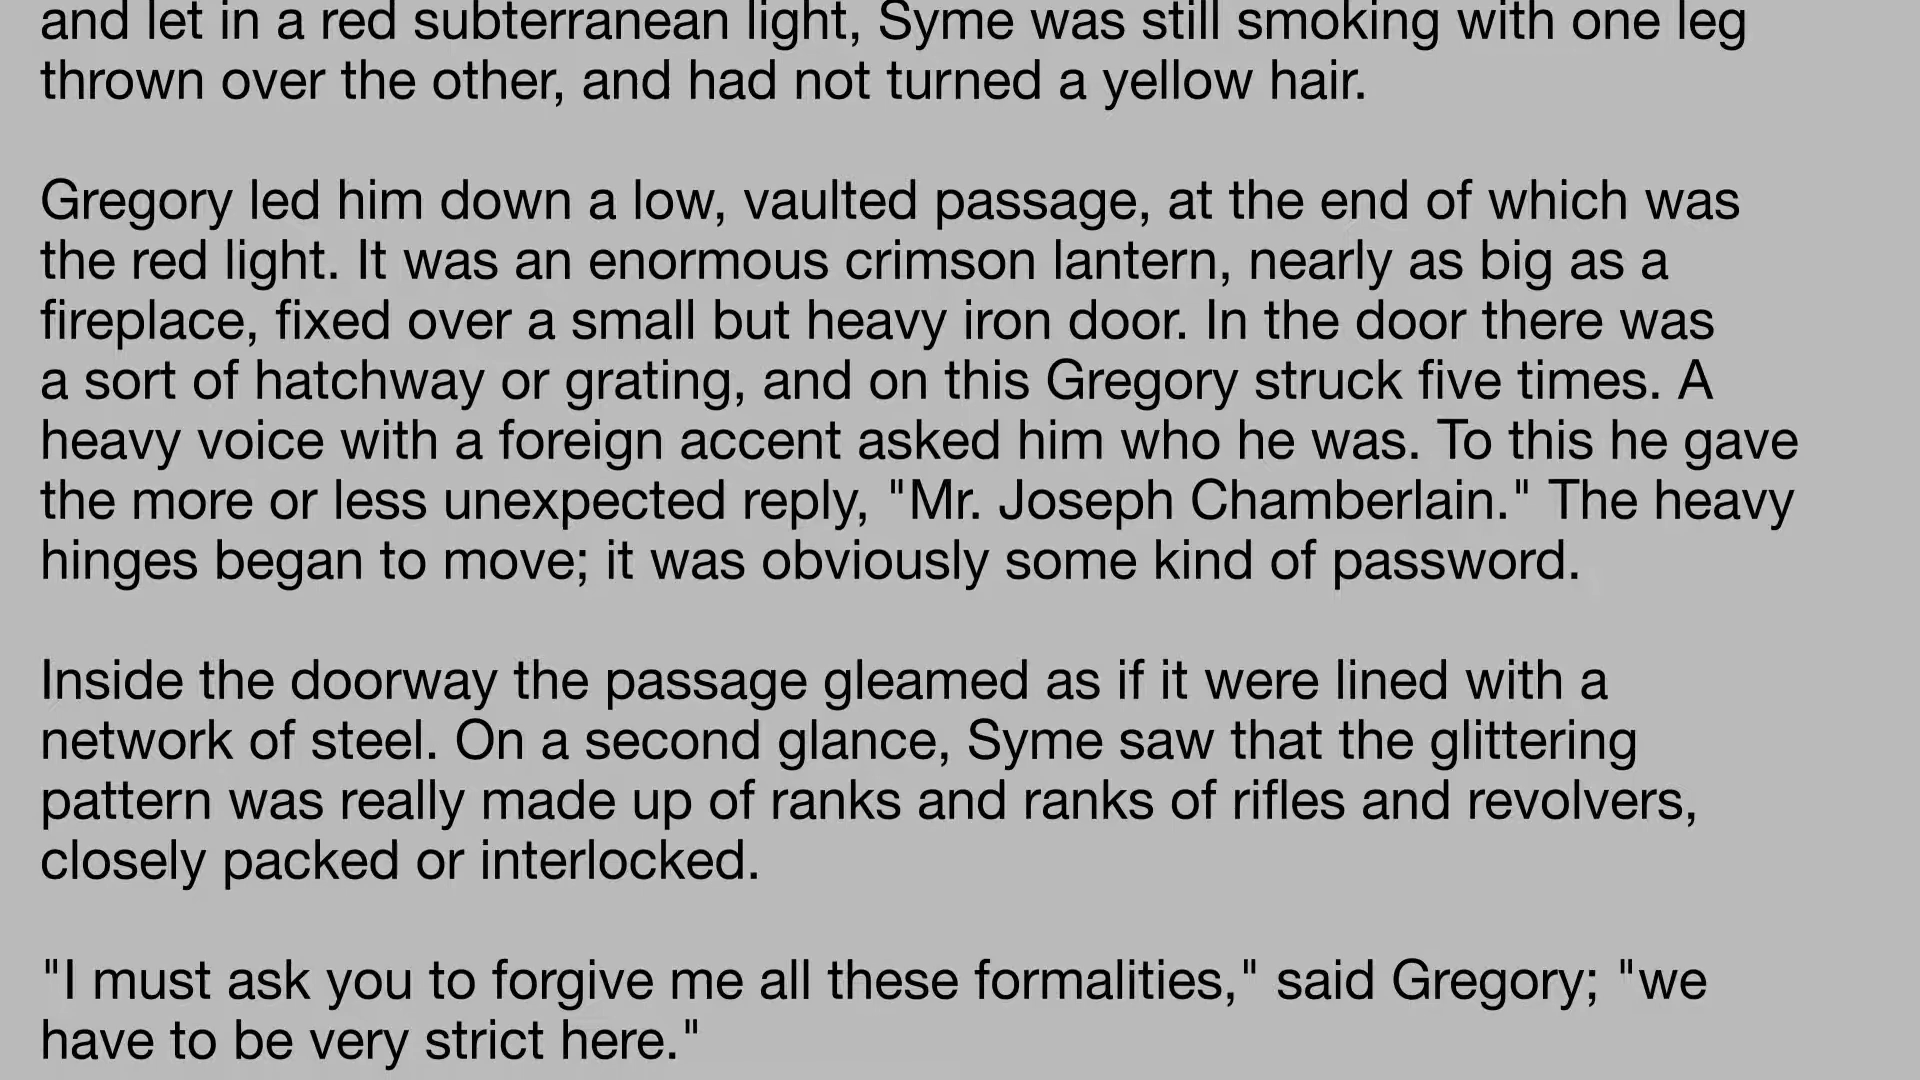 and let in a red subterranean light, Syme was still smoking with one leg
thrown over the other, and had not turned a yellow hair.
Gregory led him down a low, vaulted passage, at the end of which was
the red light. It was an enormous crimson lantern, nearly as big as a
fireplace, fixed over a small but heavy iron door. In the door there was
a sort of hatchway or grating, and on this Gregory struck five times. A
heavy voice with a foreign accent asked him who he was. To this he gave
the more or less unexpected reply, "Mr. Joseph Chamberlain." The heavy
hinges began to move; it was obviously some kind of password.
Inside the doorway the passage gleamed as if it were lined with a
network of steel. On a second glance, Syme saw that the glittering
pattern was really made up of ranks and ranks of rifles and revolvers,
closely packed or interlocked.
"I must ask you to forgive me all these formalities," said Gregory; "we
have to be very strict here."